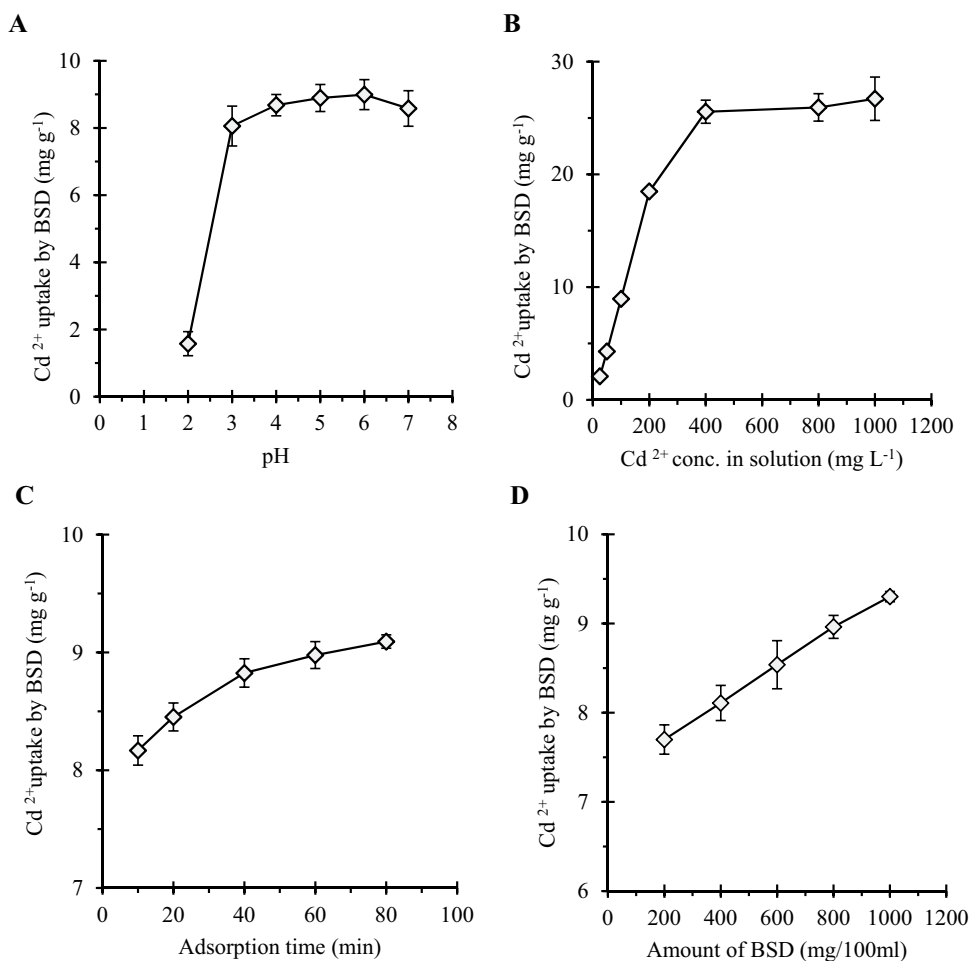 A
Cd 2+ uptake by BSD (mg g-1)
10
8
6
4
2
0
0 1 2 3 4 5 6 7 8
pH
B
Cd 2+uptake by BSD (mg g-1)
30
20
10
0
0 200 400 600 800 1000 1200
Cd 2+ conc. in solution (mg L-1)
C
Cd 2+uptake by BSD (mg g-1)
10
9
8
7
0 20 40 60 80 100
Adsorption time (min)
D
Cd 2+ uptake by BSD (mg g-1)
10
9
8
7
6
0 200 400 600 800 1000 1200
Amount of BSD (mg/100ml)